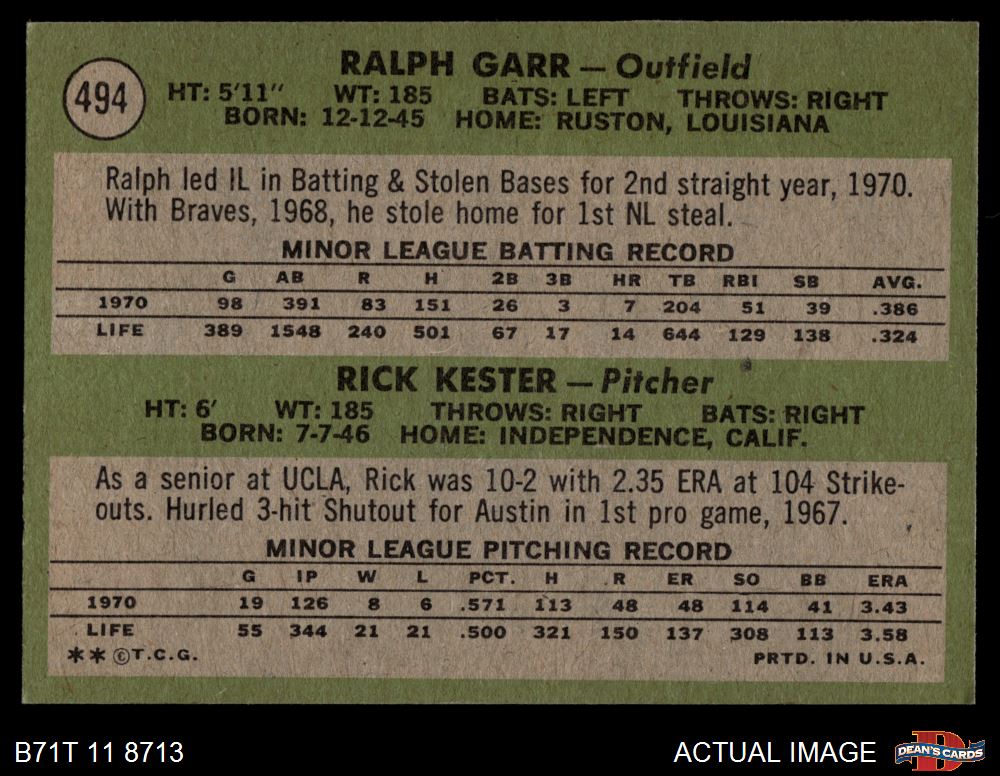 494
RALPH GARR — Outfield
HT: 5'11" WT: 185 BATS: LEFT THROWS: RIGHT
BORN: 12-12-45 HOME: RUSTON, LOUISIANA
Ralph led IL in Batting & Stolen Bases for 2nd straight year, 1970.
With Braves, 1968, he stole home for 1st NL steal.
MINOR LEAGUE BATTING RECORD
G AB R H 2B 3B HR TB RBI SB AVG.
1970 98 391 83 151 26 3 7 204 51 39 .386
LIFE 389 1548 240 501 67 17 14 644 129 138 .324
RICK KESTER — Pitcher
HT: 6' WT: 185 THROWS: RIGHT BATS: RIGHT
BORN: 7-7-46 HOME: INDEPENDENCE, CALIF.
As a senior at UCLA, Rick was 10-2 with 2.35 ERA at 104 Strike-
outs. Hurled 3-hit Shutout for Austin in 1st pro game, 1967.
MINOR LEAGUE PITCHING RECORD
G IP W L PCT. H R ER SO BB ERA
1970 19 126 8 6 .571 113 48 48 114 41 3.43
LIFE 55 344 21 21 .500 321 150 137 308 113 3.58
** ©T.C.G. PRTD. IN U.S.A.
B71T 11 8713 ACTUAL IMAGE DEAN'S CARDS